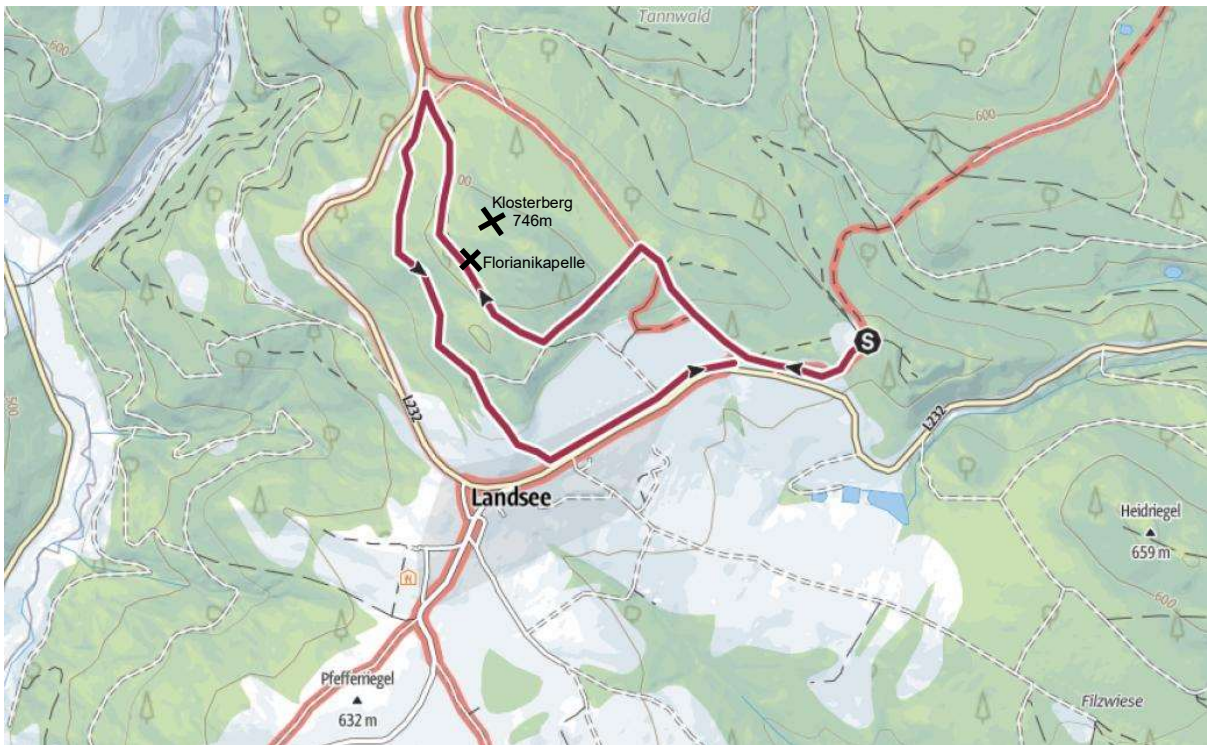 Tannwald
600
600
00
Klosterberg
746m
Florianikapelle
S
500
L232
L232
Landsee
Heidriegel
659 m
600
Pfefferriegel
632 m
Filzwiese